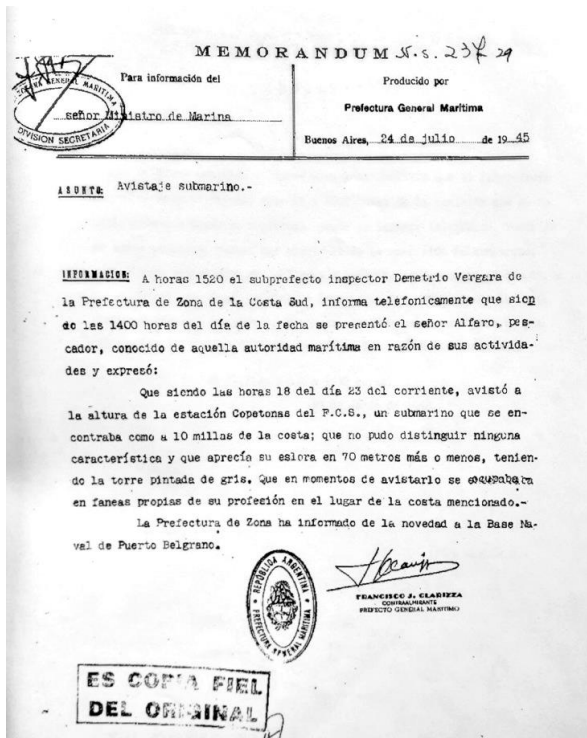 MEMORANDUM N.S. 23
Para información del
señor Ministro de Marina
Producido por
Prefectura General Marítima
Buenos Aires, 24 de julio de 1945
MARITIMA
DIVISION SECRETARIA
ASUNTO: Avistaje submarino.-
INFORMACION: A horas 1520 el subprefecto inspector Demetrio Vergara de
la Prefectura de Zona de la Costa Sud, informa telefonicamente que sien
do las 1400 horas del día de la fecha se presentó el señor Alfaro, pes-
cador, conocido de aquella autoridad marítima en razón de sus activida-
des y expresó:
Que siendo las horas 18 del día 23 del corriente, avistó a
la altura de la estación Copetonas del F.C.S., un submarino que se en-
contraba como a 10 millas de la costa; que no pudo distinguir ninguna
característica y que aprecia su eslora en 70 metros más o menos, tenien-
do la torre pintada de gris. Que en momentos de avistarlo se ocupaba
en faneas propias de su profesión en el lugar de la costa mencionado.-
La Prefectura de Zona ha informado de la novedad a la Base Na-
val de Puerto Belgrano.
REPÚBLICA ARGENTINA
PREFECTURA GENERAL MARITIMA
FRANCISCO J. CLARIZZA
CONTRAALMIRANTE
PREFECTO GENERAL MARITIMO
ES COPIA FIEL
DEL ORIGINAL